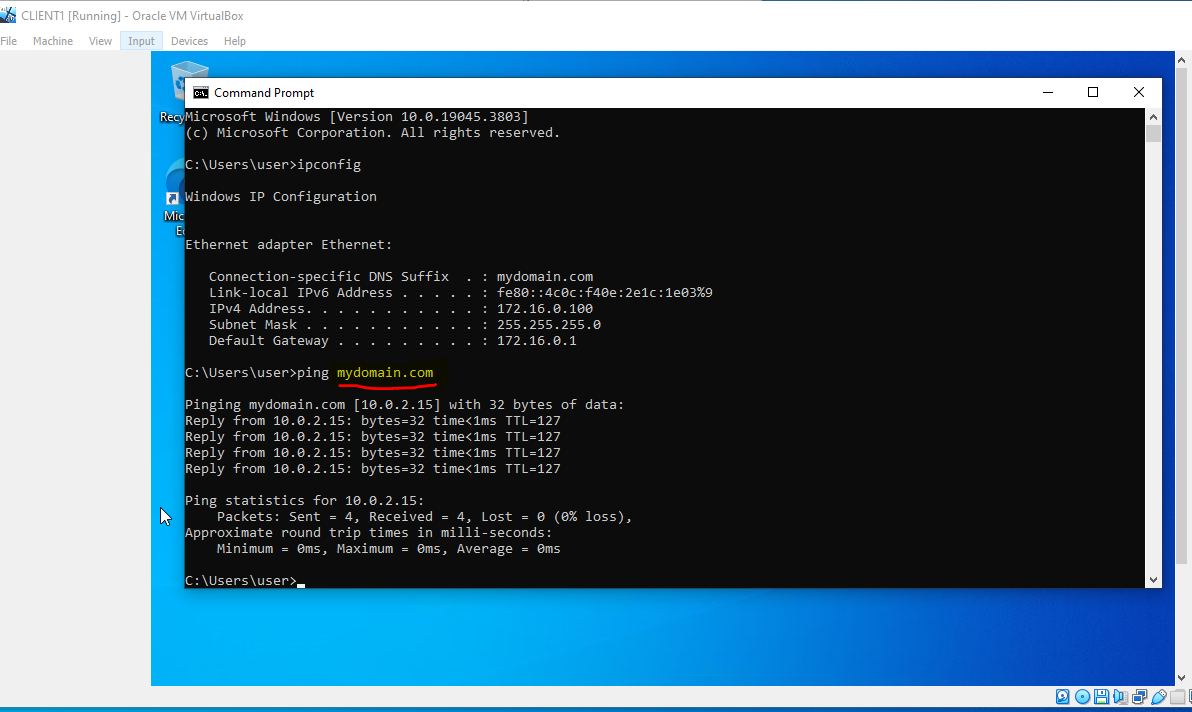 CLIENT1 [Running] - Oracle VM VirtualBox
File Machine View Input Devices Help
Command Prompt
Recy
Mic
E
Microsoft Windows [Version 10.0.19045.3803]
(c) Microsoft Corporation. All rights reserved.
C:\Users\user>ipconfig
Windows IP Configuration
Ethernet adapter Ethernet:
Connection-specific DNS Suffix . : mydomain.com
Link-local IPv6 Address . . . . . : fe80::4c0c:f40e:2e1c:1e03%9
IPv4 Address. . . . . . . . . . . : 172.16.0.100
Subnet Mask . . . . . . . . . . . : 255.255.255.0
Default Gateway . . . . . . . . . : 172.16.0.1
C:\Users\user>ping mydomain.com
Pinging mydomain.com [10.0.2.15] with 32 bytes of data:
Reply from 10.0.2.15: bytes=32 time<1ms TTL=127
Reply from 10.0.2.15: bytes=32 time<1ms TTL=127
Reply from 10.0.2.15: bytes=32 time<1ms TTL=127
Reply from 10.0.2.15: bytes=32 time<1ms TTL=127
Ping statistics for 10.0.2.15:
Packets: Sent = 4, Received = 4, Lost = 0 (0% loss),
Approximate round trip times in milli-seconds:
Minimum = 0ms, Maximum = 0ms, Average = 0ms
C:\Users\user>